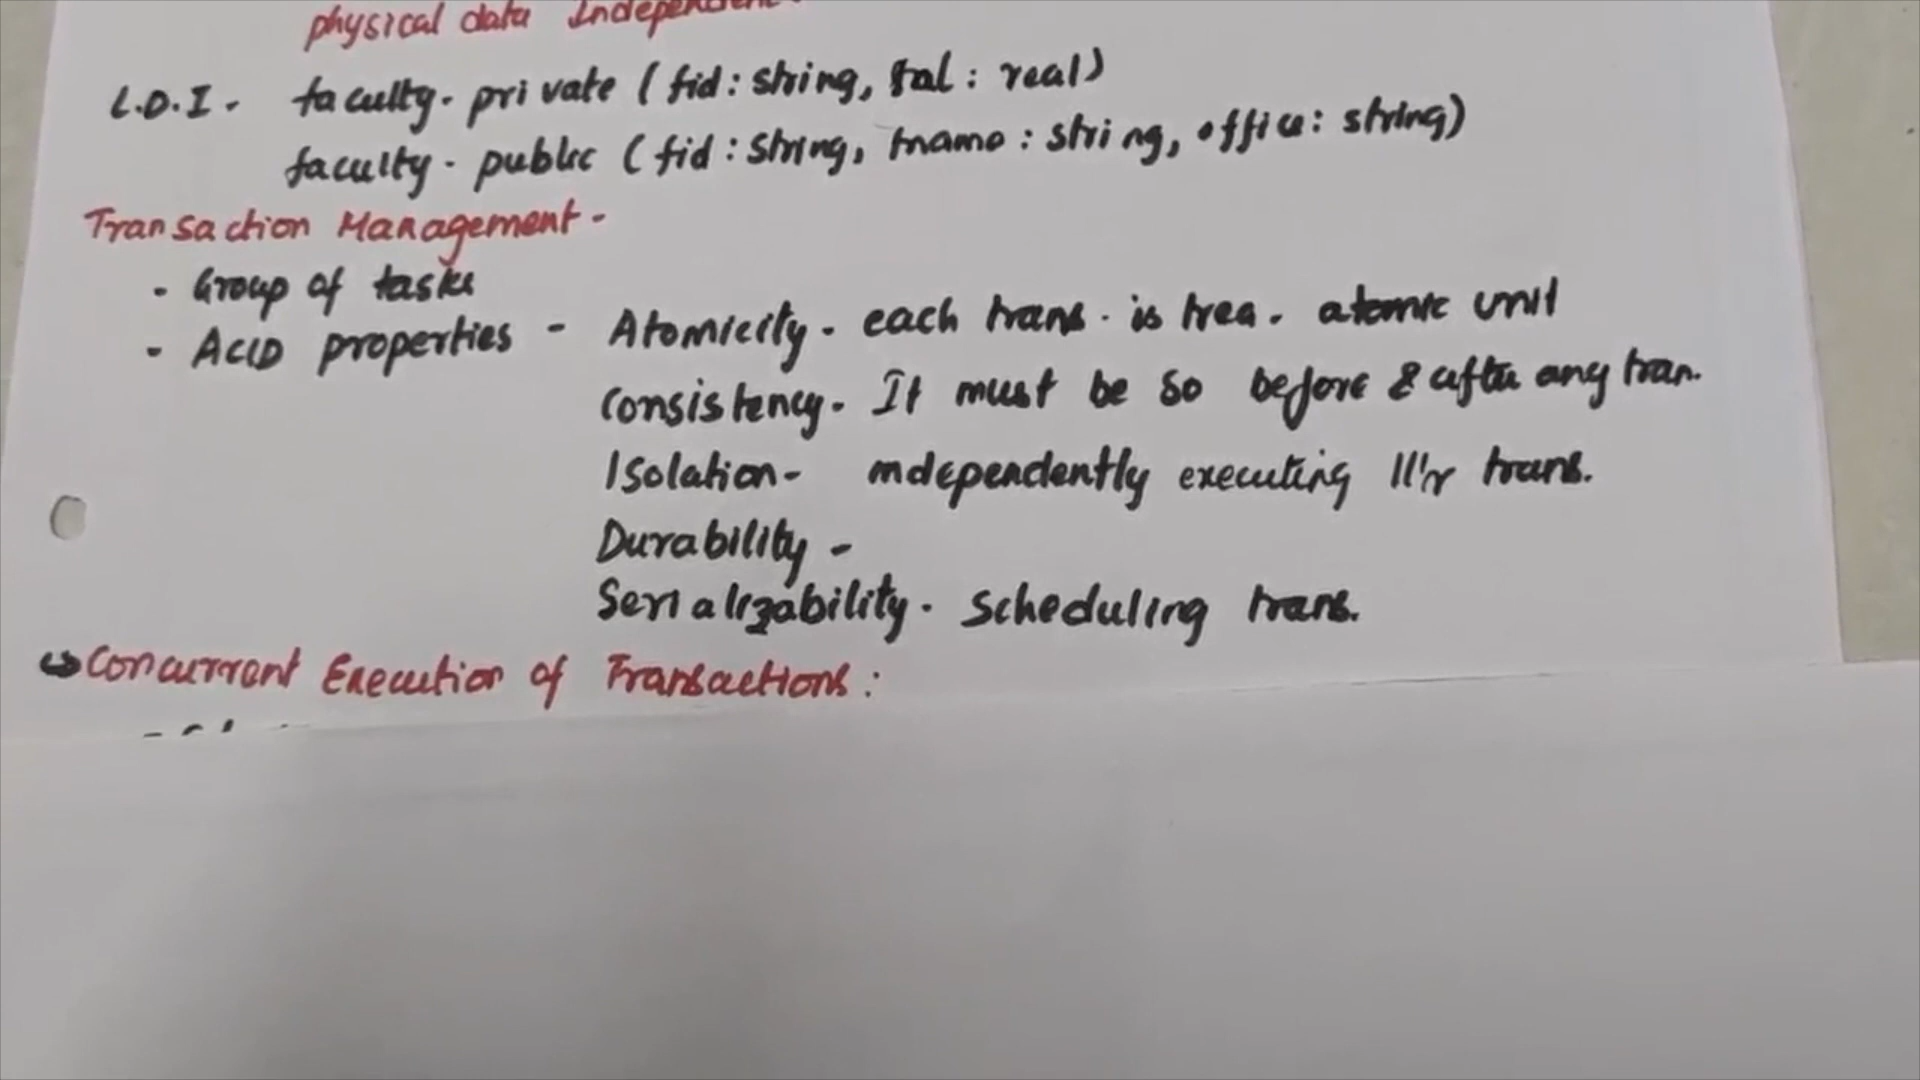 physical data Independent
L.D.I. faculty. private (fid: string, sal: real)
faculty. public (fid: string, fname: string, office: string)
Transaction Management -
- Group of tasks
- ACID properties - Atomicity. each trans. is trea. atomic unit
Consistency. It must be so before & after any tran.
Isolation- independently executing ||'r trans.
Durability -
Serializability. Scheduling trans.
↪ Concurrent Execution of Transactions: